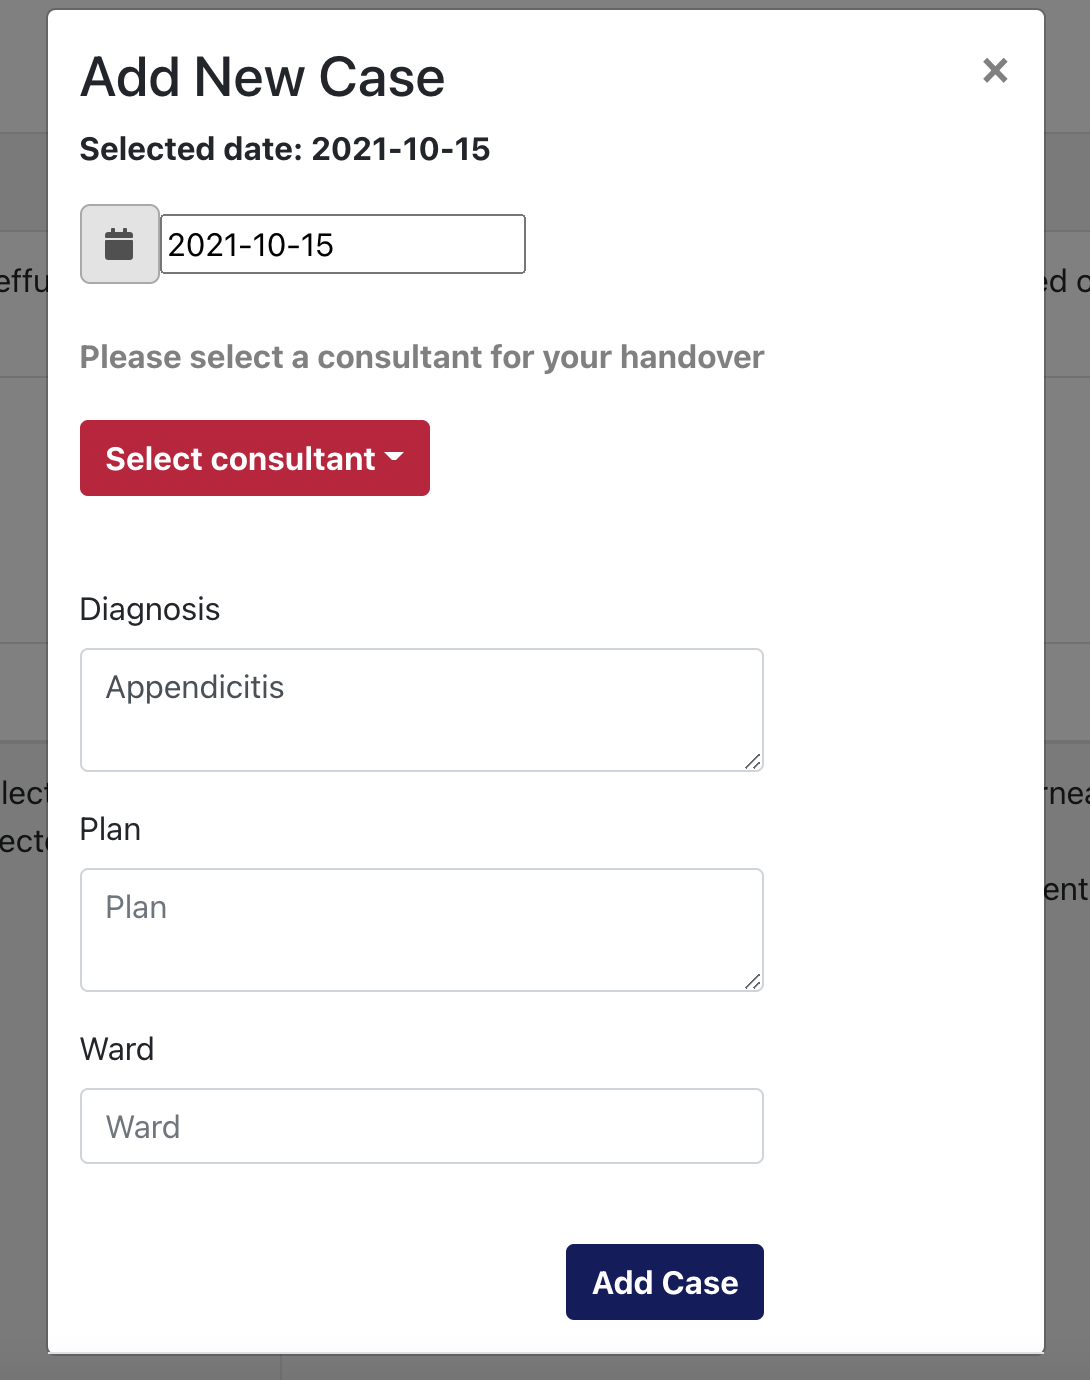 Add New Case
×
Selected date: 2021-10-15
2021-10-15
Please select a consultant for your handover
Select consultant
Diagnosis
Appendicitis
Plan
Plan
Ward
Ward
Add Case